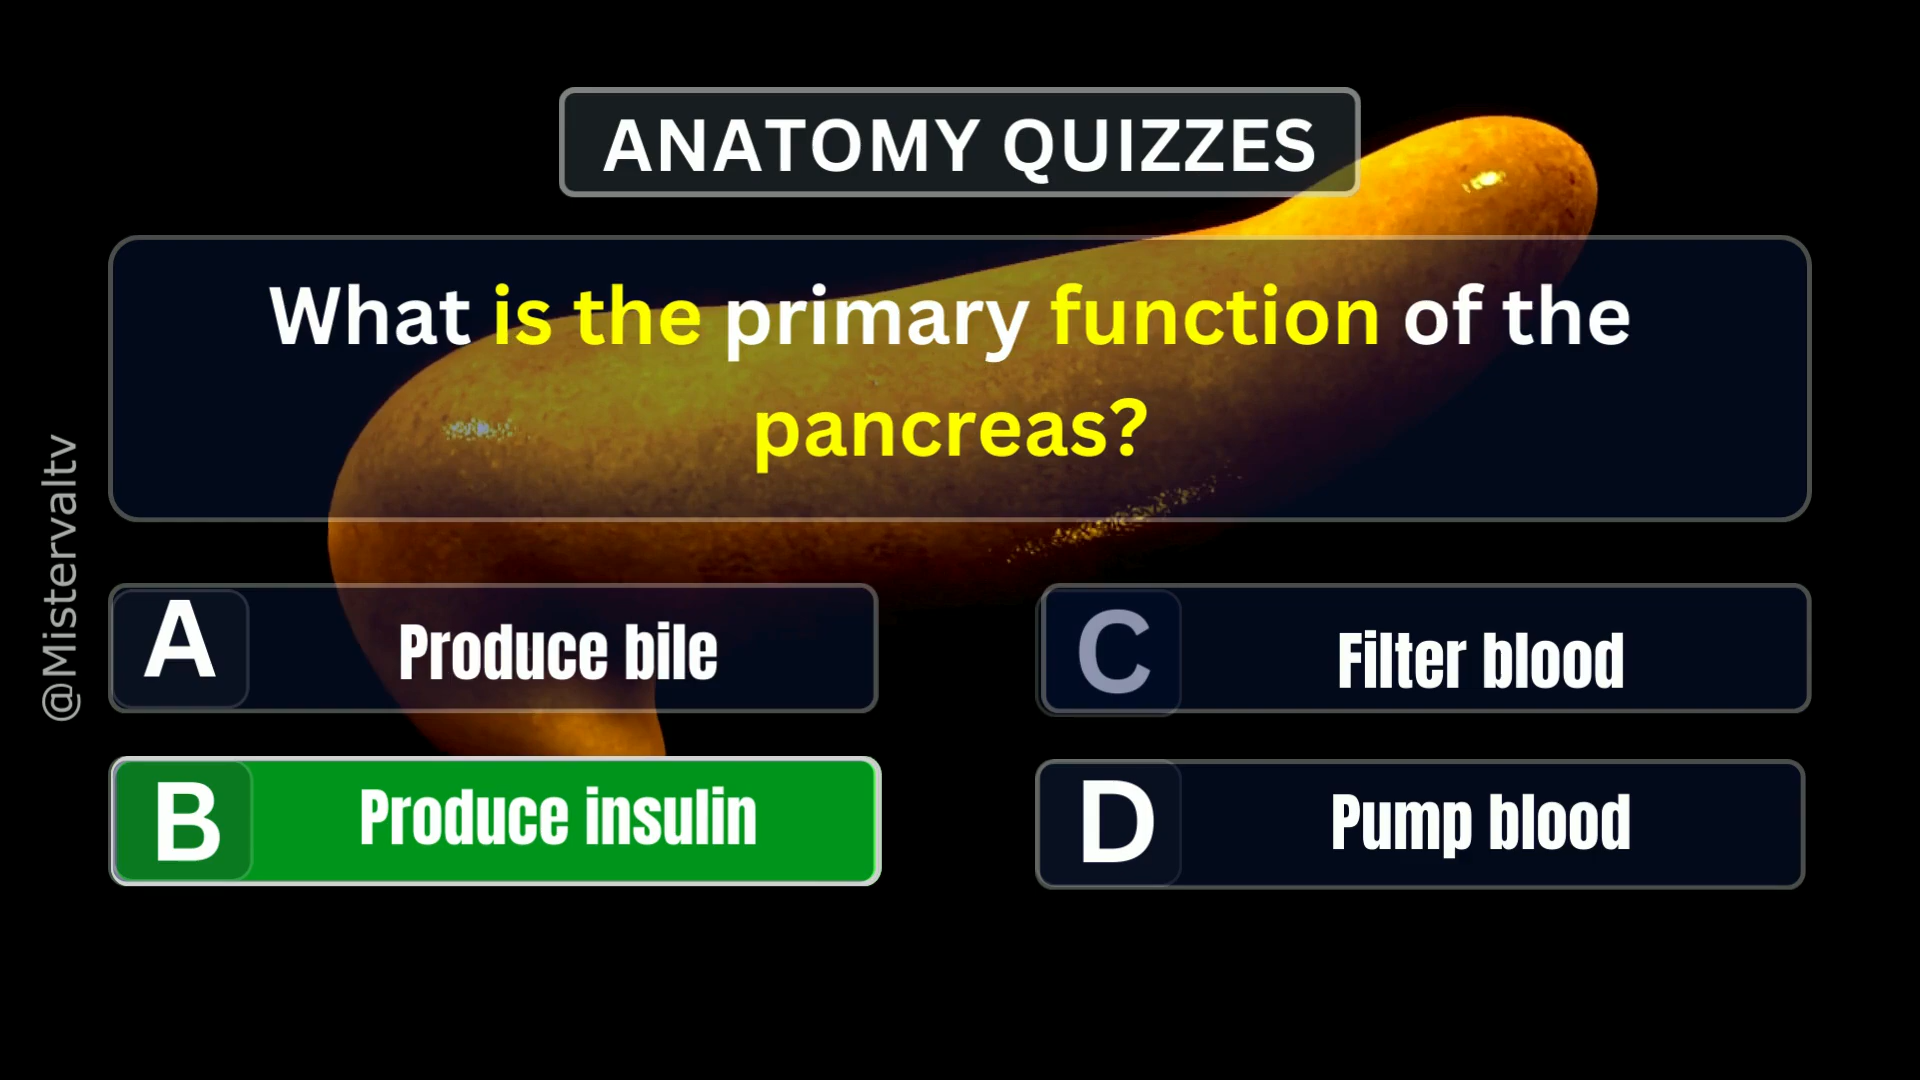 ANATOMY QUIZZES
What is the primary function of the
pancreas?
@Mistervaltv
A Produce bile
C Filter blood
B Produce insulin
D Pump blood